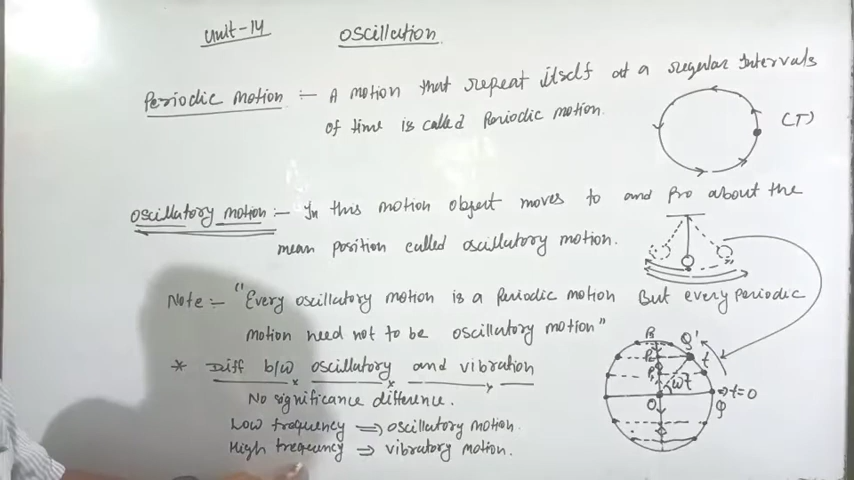 Unit-14 Oscillation
Periodic Motion :- A motion that repeat itself at a regular Intervals
of time is called Periodic motion.
(T)
Oscillatory motion :- In this motion object moves to and fro about the
mean position called oscillatory motion.
Note :- "Every oscillatory motion is a Periodic motion But every periodic
motion need not to be oscillatory motion"
* Diff b/w oscillatory and vibration
No significance difference.
Low frequency ⇒ oscillatory motion.
High frequency ⇒ vibratory motion.
P3 Q'
P2 t
P1 ωt
O ⇒ t=0
Q